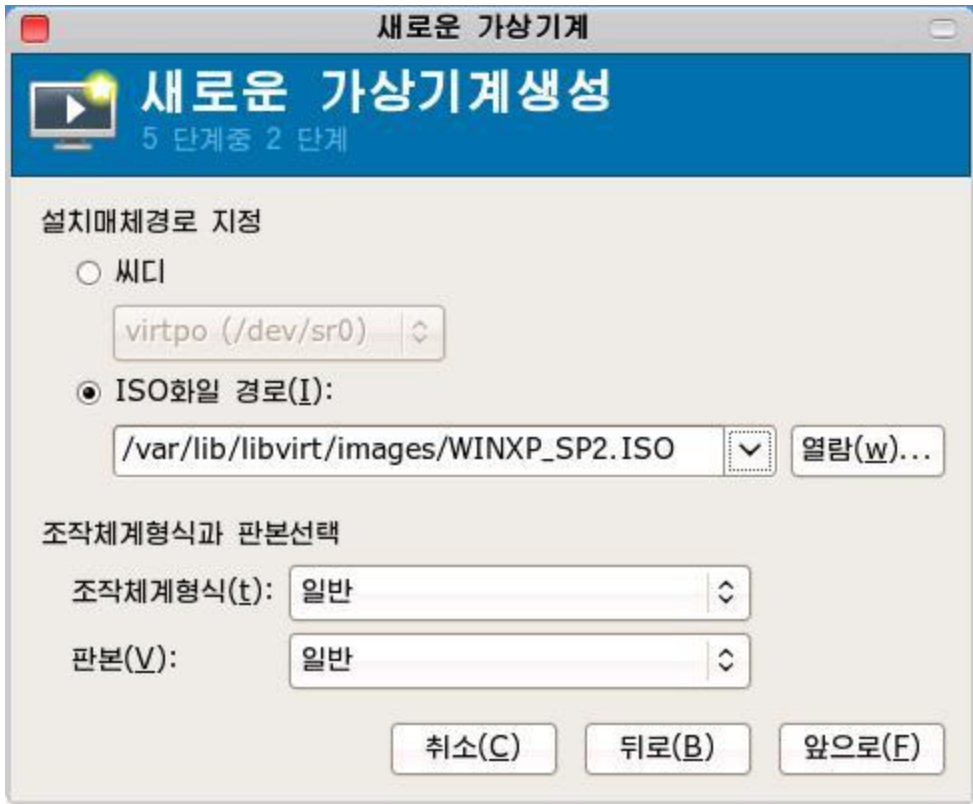 새로운 가상기계
새로운 가상기계생성
5 단계중 2 단계
설치매체경로 지정
씨디
virtpo (/dev/sr0)
ISO화일 경로(I):
/var/lib/libvirt/images/WINXP_SP2.ISO 열람(w)...
조작체계형식과 판본선택
조작체계형식(t): 일반
판본(V): 일반
취소(C) 뒤로(B) 앞으로(F)